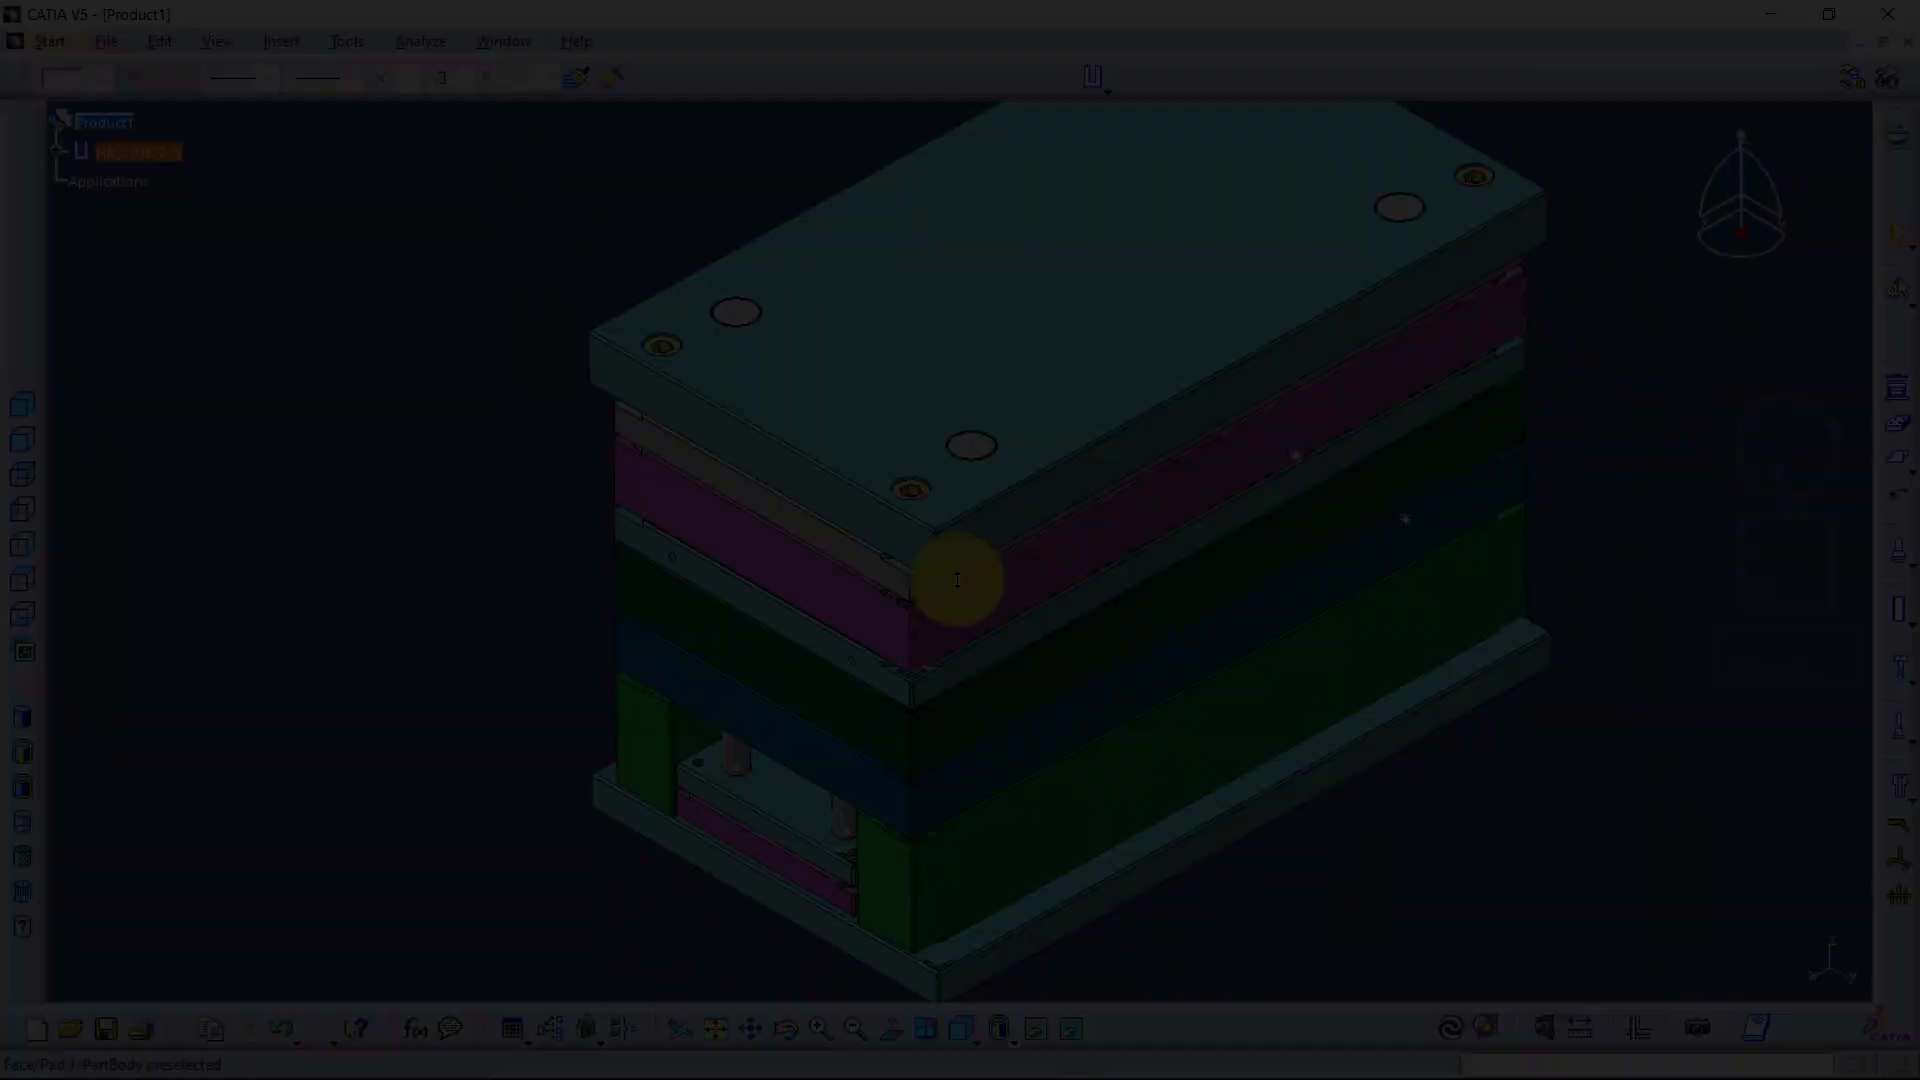 CATIA V5 - [Product1]
Start File Edit View Insert Tools Analyze Window Help
Product1
Applications
z
x y
CATIA
Face/Pad.1/PartBody preselected